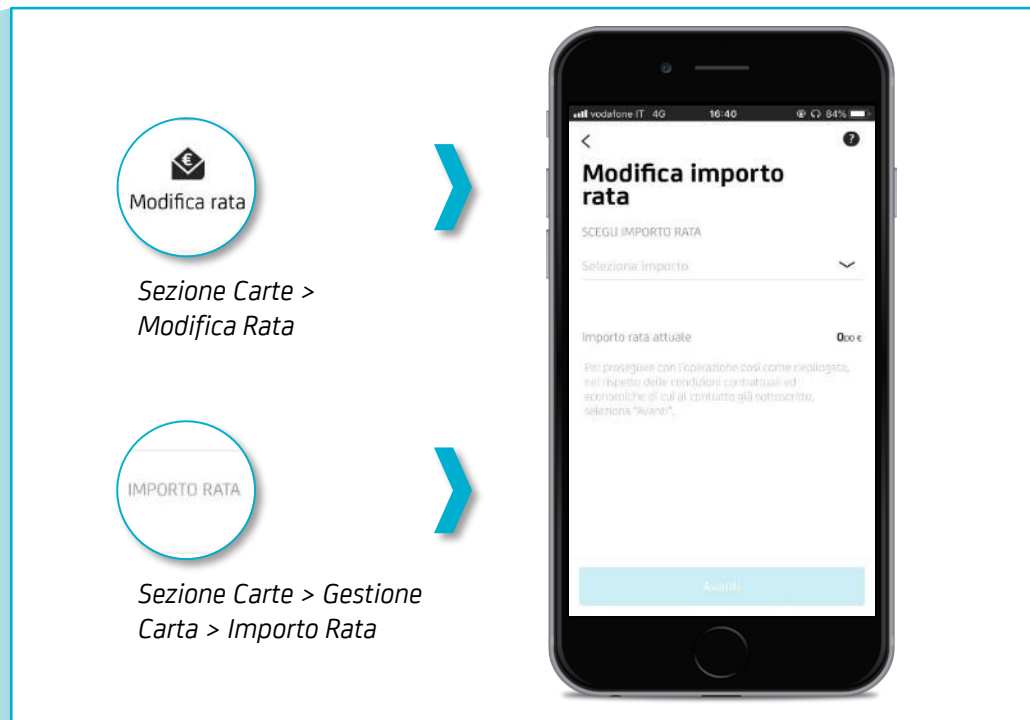 Modifica rata
Sezione Carte >
Modifica Rata
IMPORTO RATA
Sezione Carte > Gestione
Carta > Importo Rata
vodafone IT 4G 16:40 84%
?
Modifica importo
rata
SCEGLI IMPORTO RATA
Seleziona importo
Importo rata attuale 0,00 €
Per proseguire con l'operazione così come riepilogata,
nel rispetto delle condizioni contrattuali ed
economiche di cui al contratto già sottoscritto,
seleziona "Avanti".
Avanti